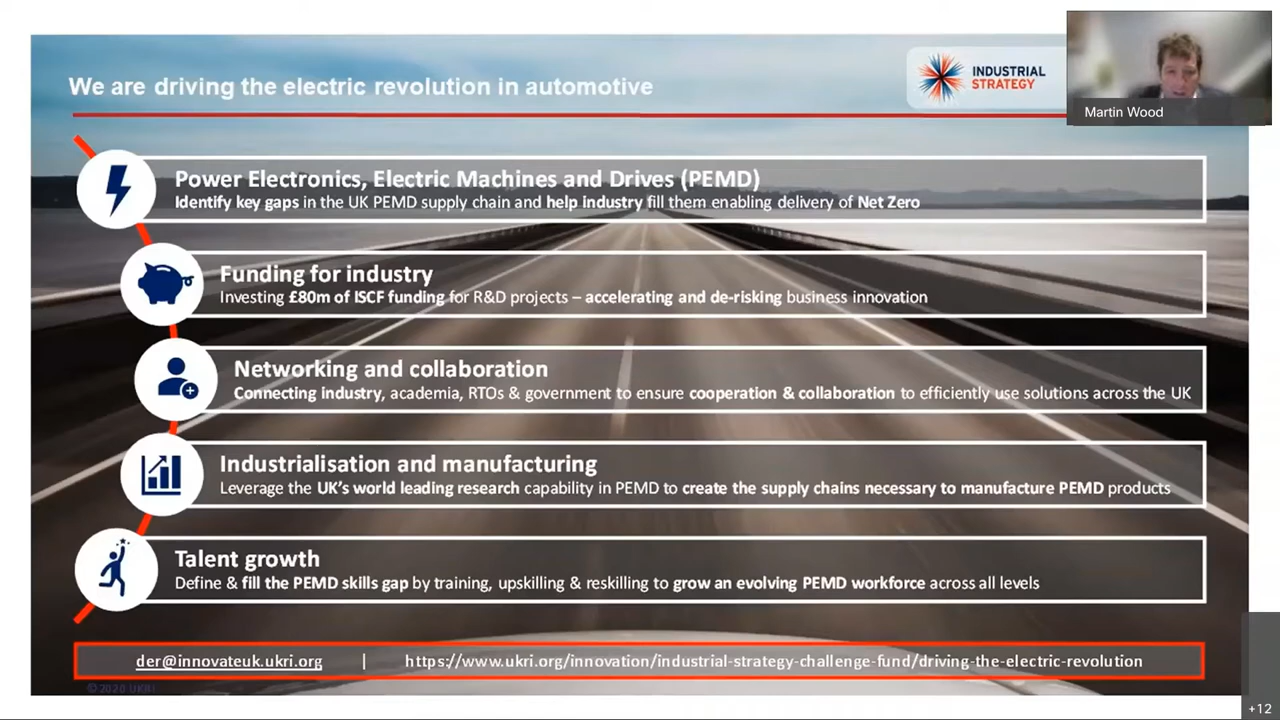 We are driving the electric revolution in automotive
INDUSTRIAL
STRATEGY
Martin Wood
Power Electronics, Electric Machines and Drives (PEMD)
Identify key gaps in the UK PEMD supply chain and help industry fill them enabling delivery of Net Zero
Funding for industry
Investing £80m of ISCF funding for R&D projects – accelerating and de-risking business innovation
Networking and collaboration
Connecting industry, academia, RTOs & government to ensure cooperation & collaboration to efficiently use solutions across the UK
Industrialisation and manufacturing
Leverage the UK's world leading research capability in PEMD to create the supply chains necessary to manufacture PEMD products
Talent growth
Define & fill the PEMD skills gap by training, upskilling & reskilling to grow an evolving PEMD workforce across all levels
der@innovateuk.ukri.org | https://www.ukri.org/innovation/industrial-strategy-challenge-fund/driving-the-electric-revolution
© 2020 UKRI
+12